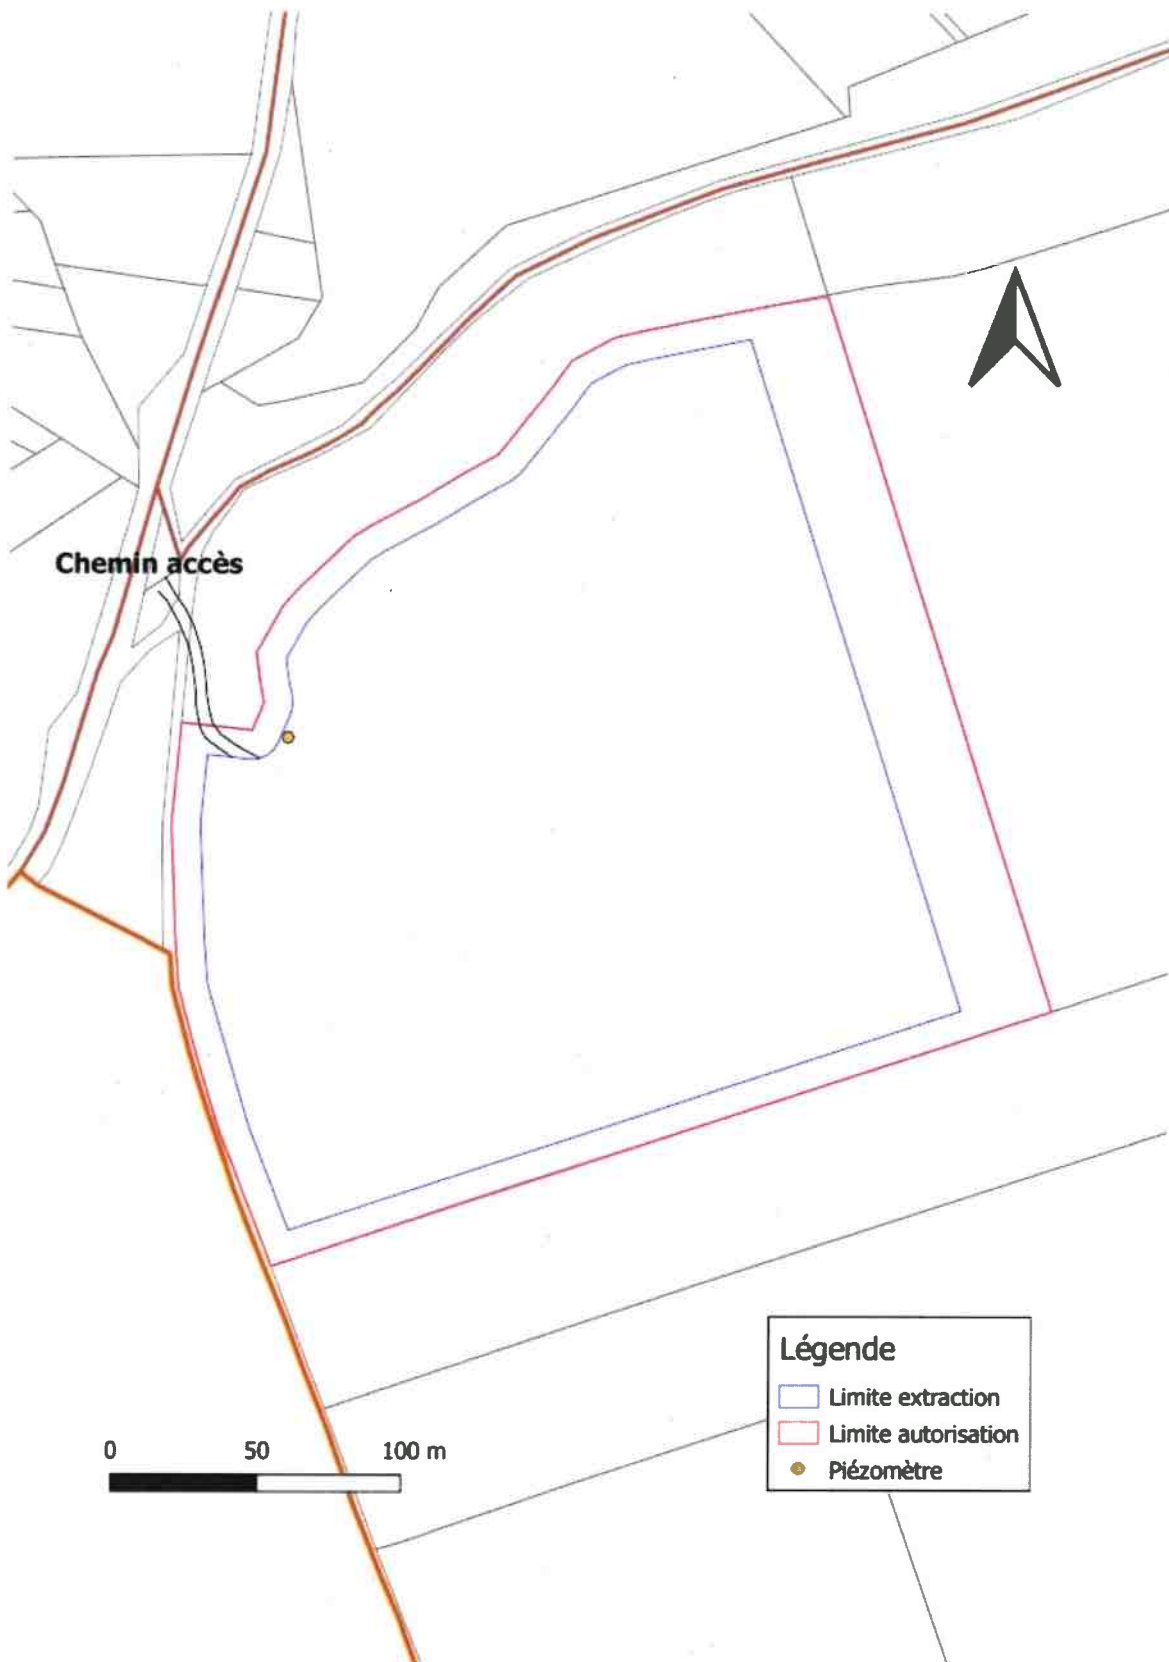 Chemin accès
Légende
Limite extraction
Limite autorisation
Piézomètre
0 50 100 m